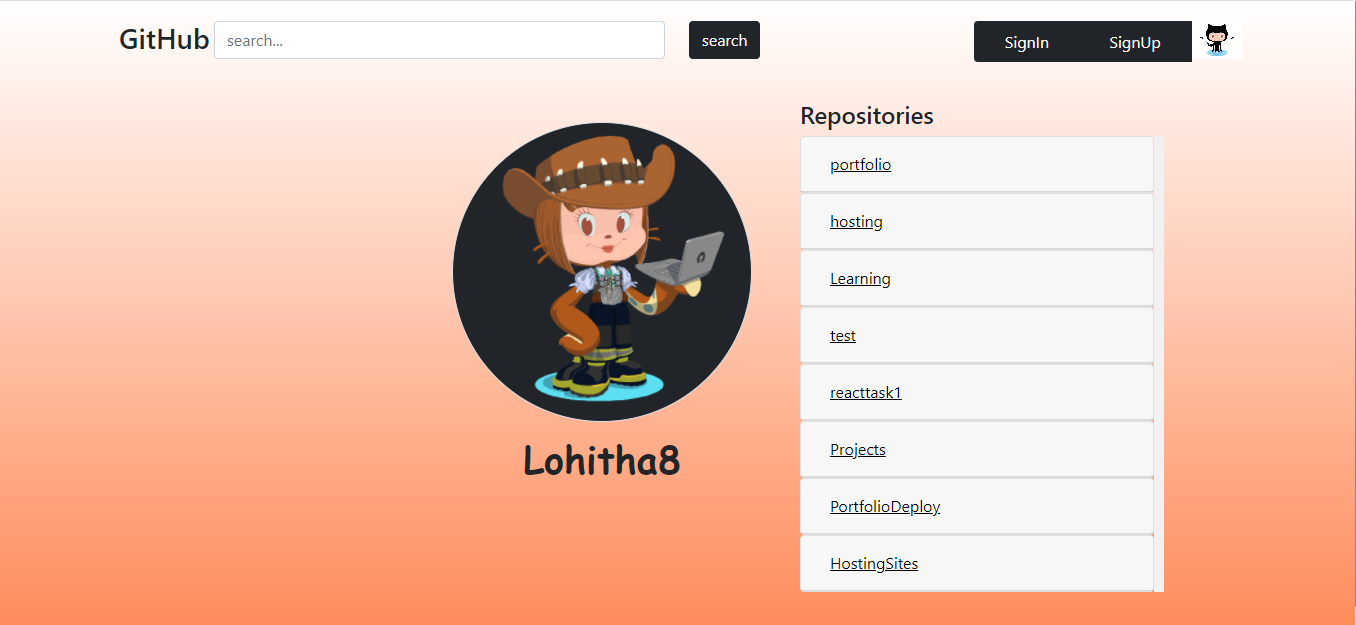 GitHub search... search SignIn SignUp
Repositories
portfolio
hosting
Learning
test
reacttask1
Projects
PortfolioDeploy
HostingSites
Lohitha8